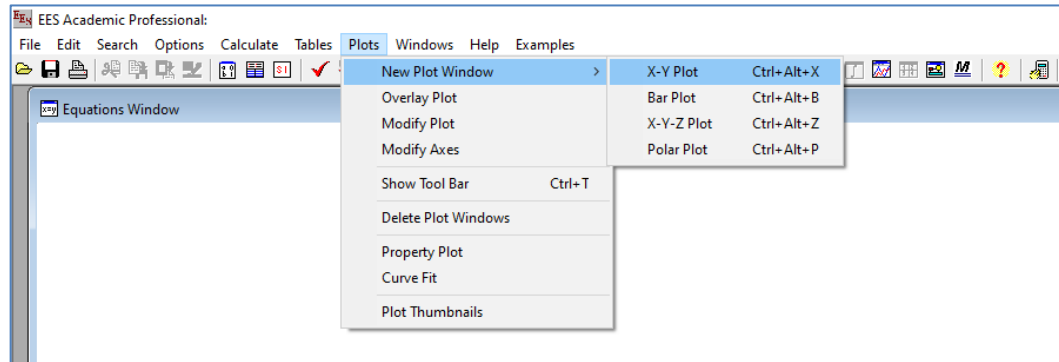 EES Academic Professional:
File Edit Search Options Calculate Tables Plots Windows Help Examples
Equations Window
New Plot Window >
Overlay Plot
Modify Plot
Modify Axes
Show Tool Bar Ctrl+T
Delete Plot Windows
Property Plot
Curve Fit
Plot Thumbnails
X-Y Plot Ctrl+Alt+X
Bar Plot Ctrl+Alt+B
X-Y-Z Plot Ctrl+Alt+Z
Polar Plot Ctrl+Alt+P